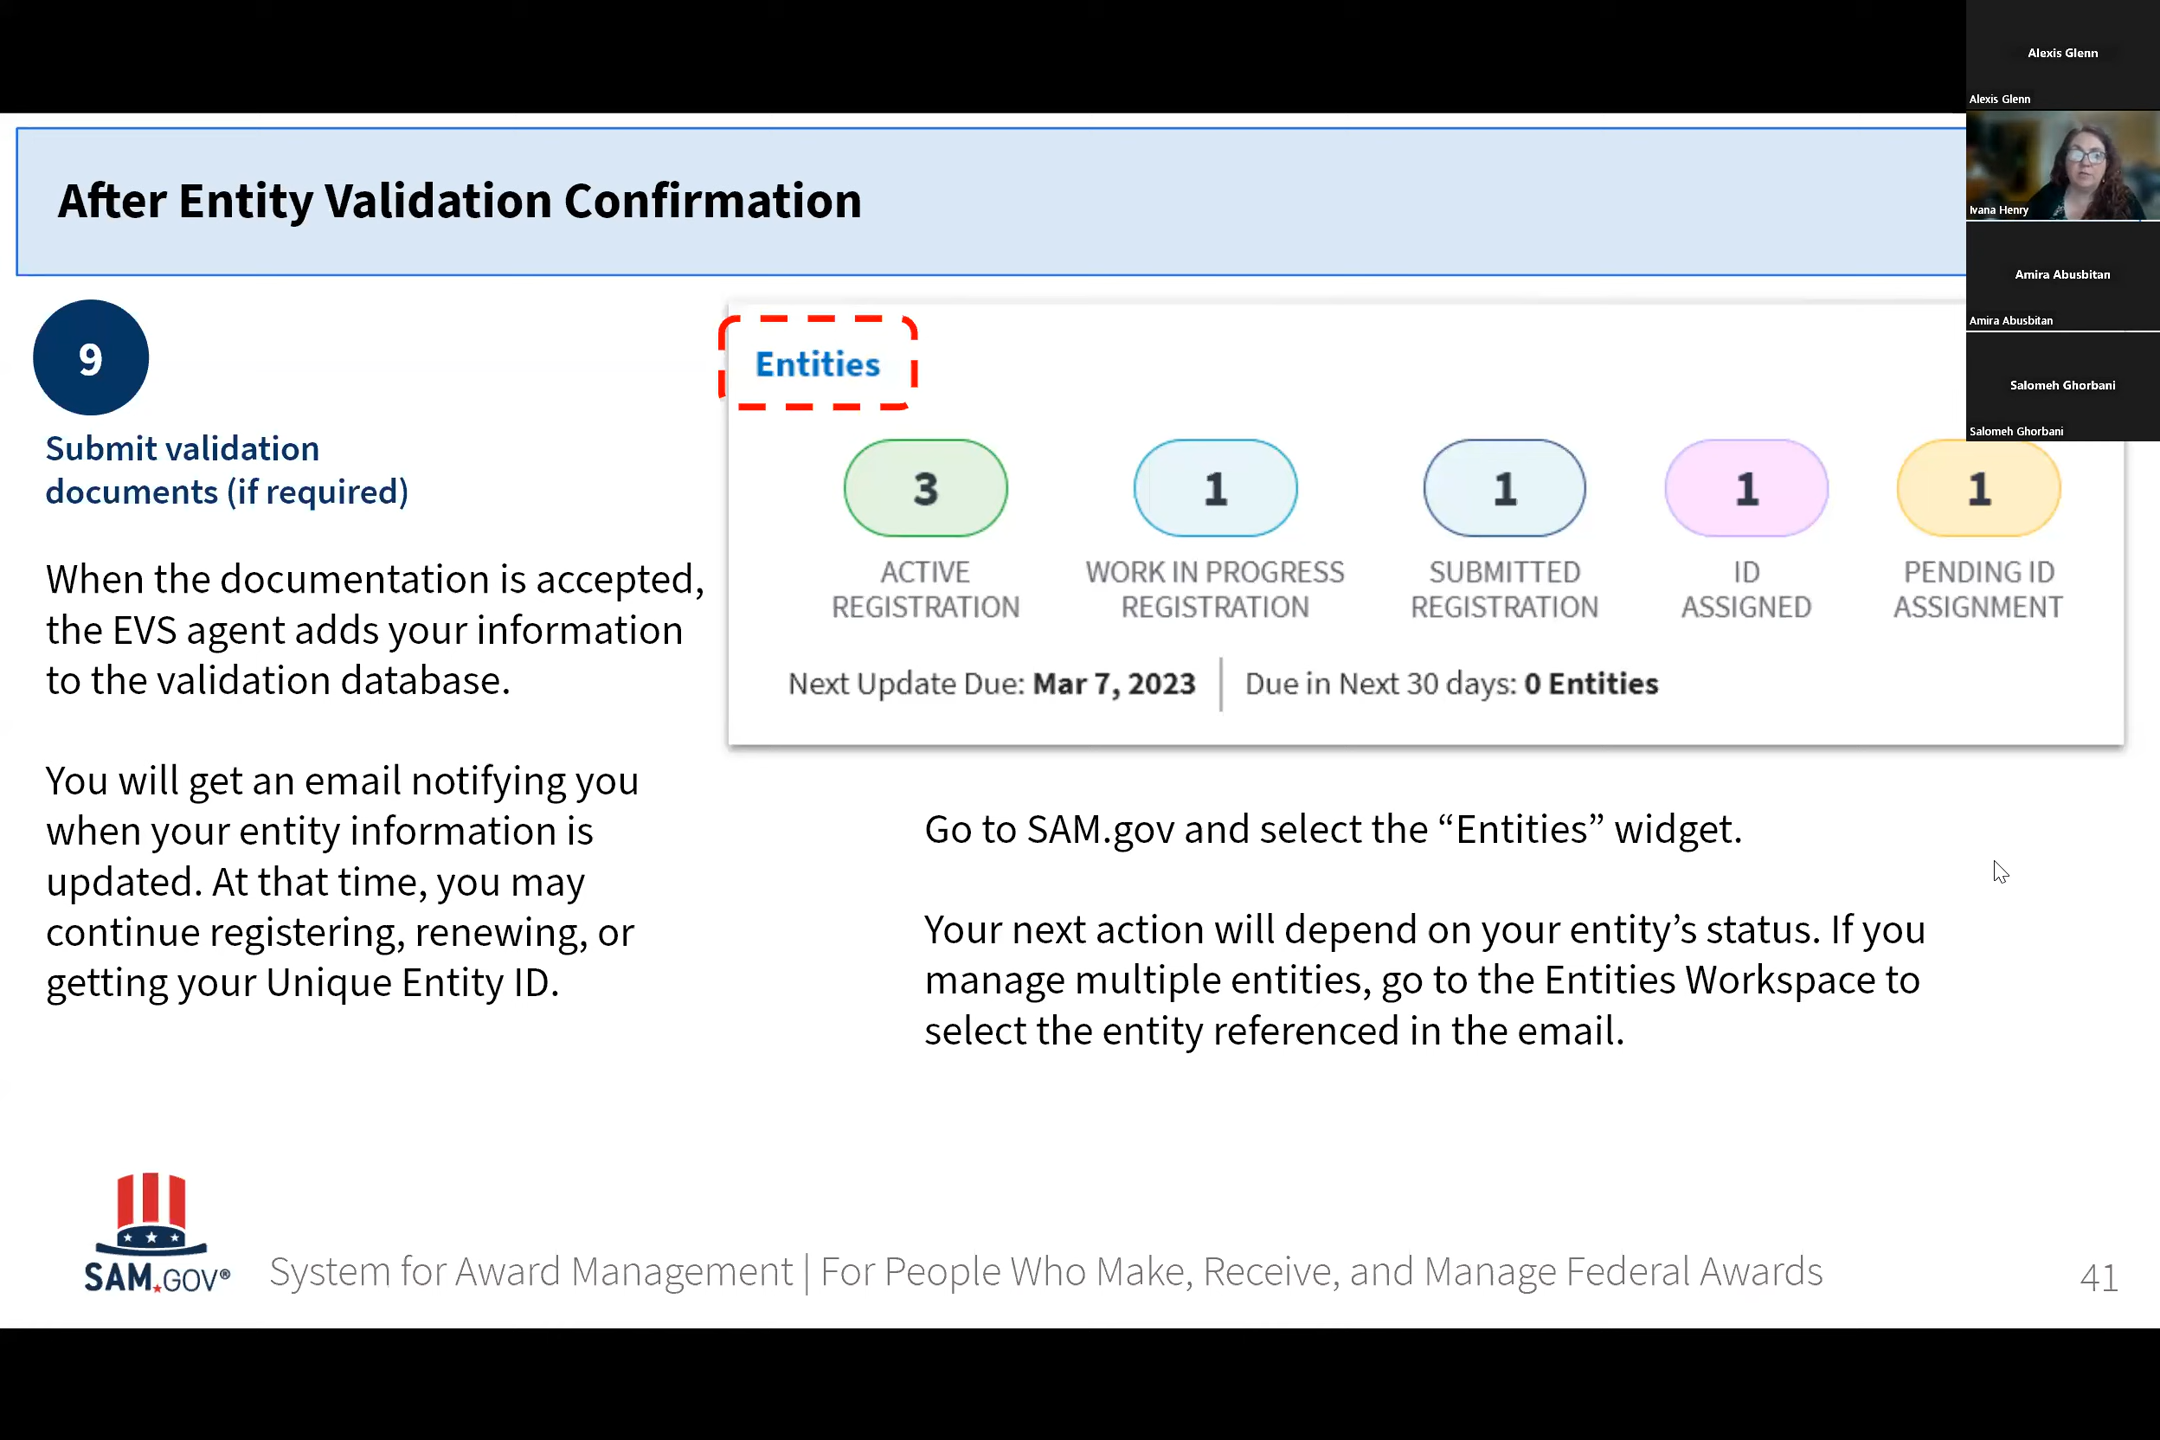 Alexis Glenn
Alexis Glenn
Ivana Henry
Amira Abusbitan
Amira Abusbitan
Salomeh Ghorbani
Salomeh Ghorbani
After Entity Validation Confirmation
9
Submit validation
documents (if required)
When the documentation is accepted,
the EVS agent adds your information
to the validation database.
You will get an email notifying you
when your entity information is
updated. At that time, you may
continue registering, renewing, or
getting your Unique Entity ID.
Entities
3
1
1
1
1
ACTIVE
REGISTRATION
WORK IN PROGRESS
REGISTRATION
SUBMITTED
REGISTRATION
ID
ASSIGNED
PENDING ID
ASSIGNMENT
Next Update Due: Mar 7, 2023 | Due in Next 30 days: 0 Entities
Go to SAM.gov and select the “Entities” widget.
Your next action will depend on your entity’s status. If you
manage multiple entities, go to the Entities Workspace to
select the entity referenced in the email.
SAM.GOV®
System for Award Management | For People Who Make, Receive, and Manage Federal Awards
41